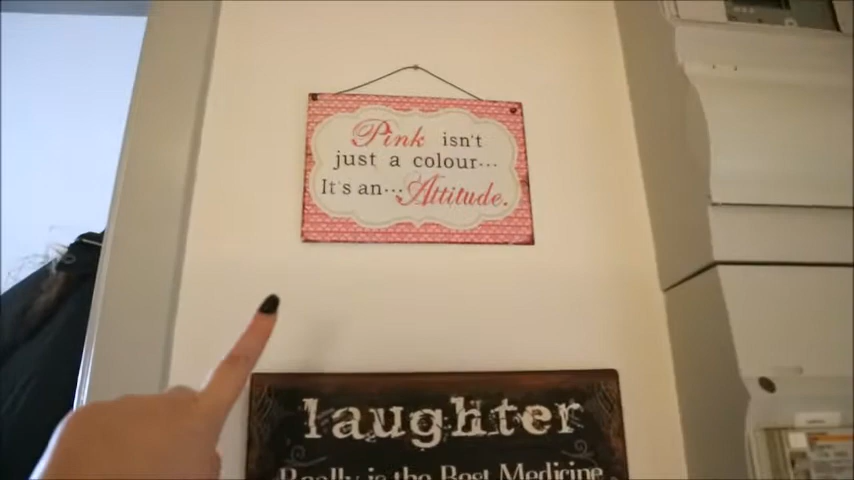 Pink isn't
just a colour...
It's an... Attitude.
laughter
Really is the Best Medicine